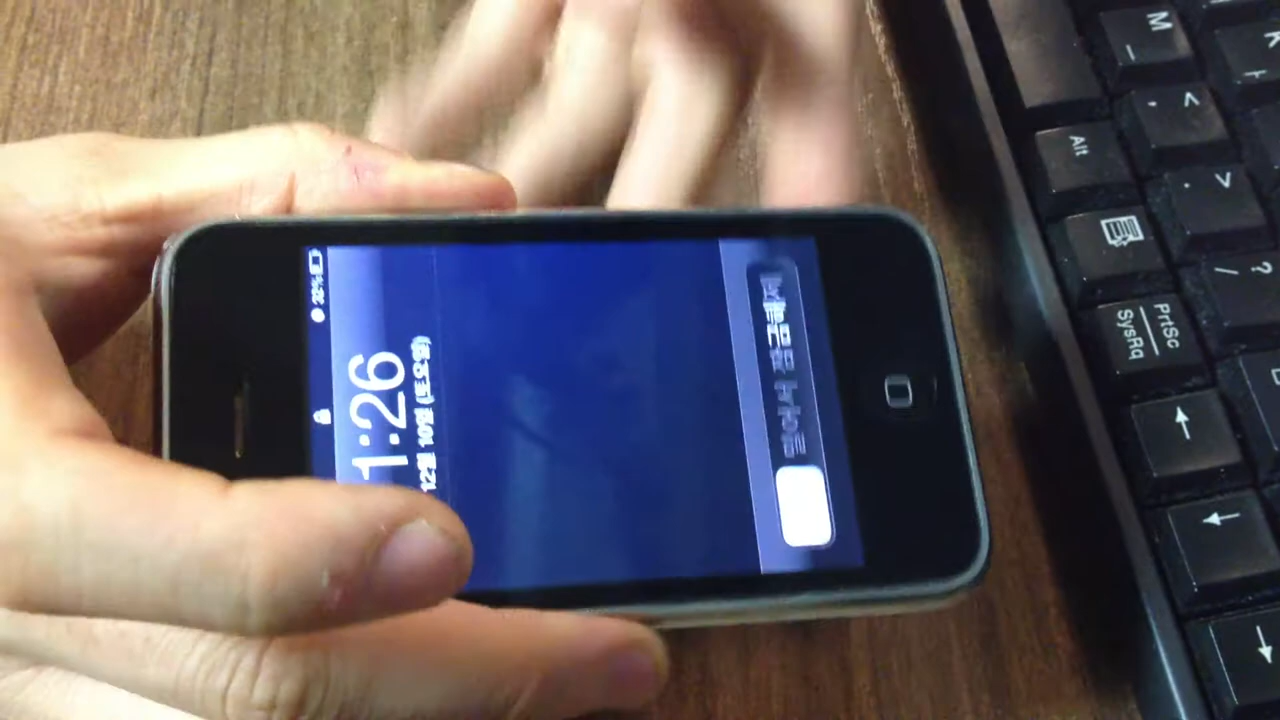 32%
1:26
12월 10일 (토요일)
밀어서 잠금해제
M
K
<
Alt
>
?
/
PrtSc
SysRq